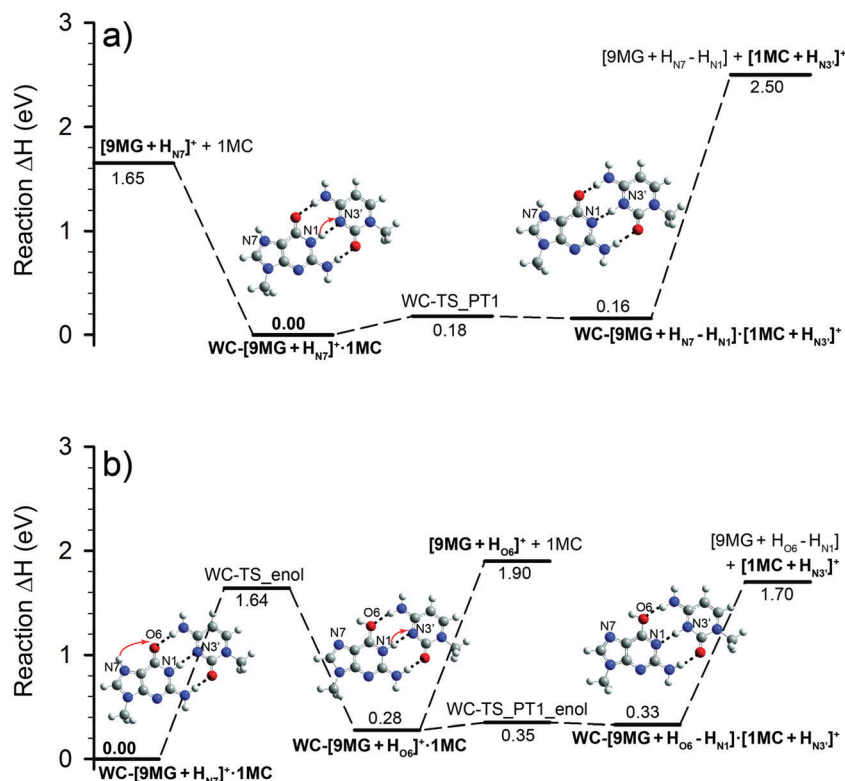 a)
Reaction ΔH (eV)
3
2
1
0
[9MG + H_N7]⁺ + 1MC
1.65
N7
N1
N3'
0.00
WC-[9MG + H_N7]⁺·1MC
WC-TS_PT1
0.18
N7
N1
N3'
0.16
WC-[9MG + H_N7 - H_N1]·[1MC + H_N3']⁺
[9MG + H_N7 - H_N1] + [1MC + H_N3']⁺
2.50
b)
Reaction ΔH (eV)
3
2
1
0
O6
N7
N1
N3'
0.00
WC-[9MG + H_N7]⁺·1MC
WC-TS_enol
1.64
O6
N7
N1
N3'
0.28
WC-[9MG + H_O6]⁺·1MC
[9MG + H_O6]⁺ + 1MC
1.90
WC-TS_PT1_enol
0.35
O6
N7
N1
N3'
0.33
WC-[9MG + H_O6 - H_N1]·[1MC + H_N3']⁺
[9MG + H_O6 - H_N1]
+ [1MC + H_N3']⁺
1.70